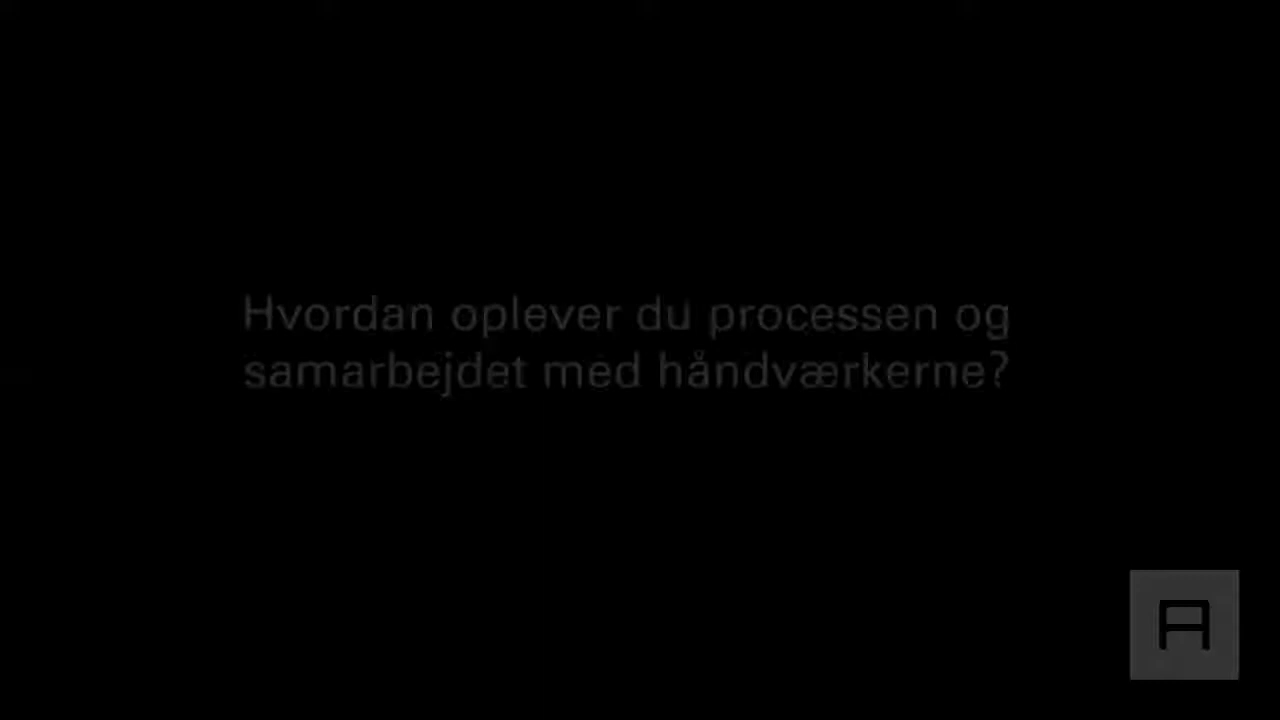 Hvordan oplever du processen og
samarbejdet med håndværkerne?
A